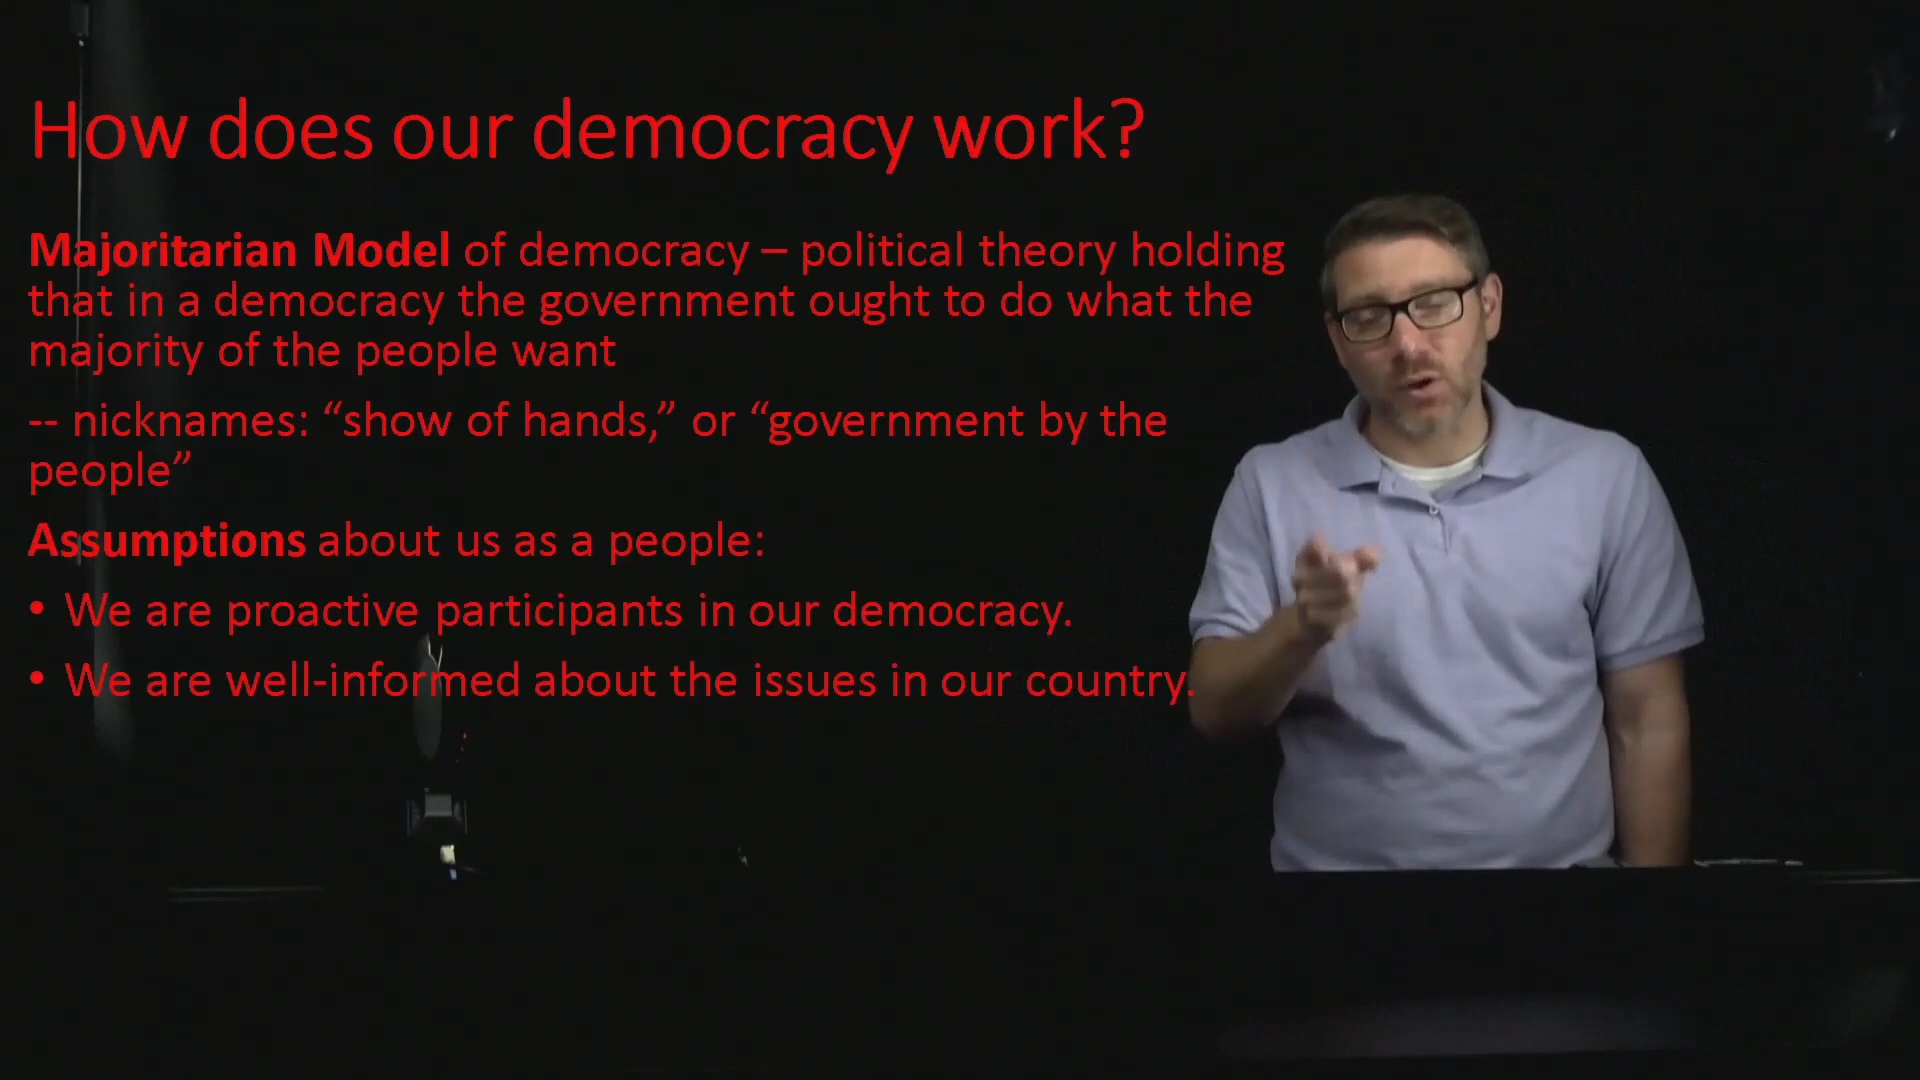 How does our democracy work?
Majoritarian Model of democracy – political theory holding
that in a democracy the government ought to do what the
majority of the people want
-- nicknames: “show of hands,” or “government by the
people”
Assumptions about us as a people:
• We are proactive participants in our democracy.
• We are well-informed about the issues in our country.